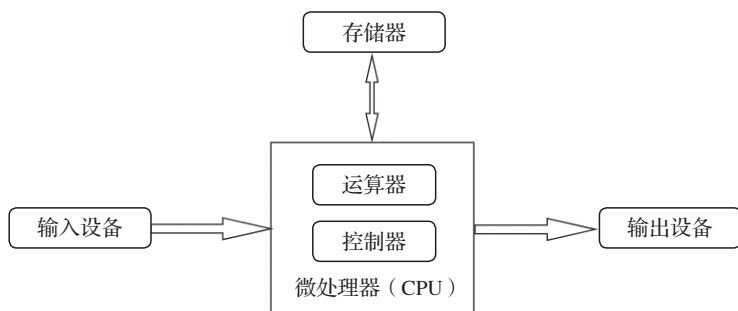 存储器
运算器
输入设备
控制器
输出设备
微处理器（CPU）